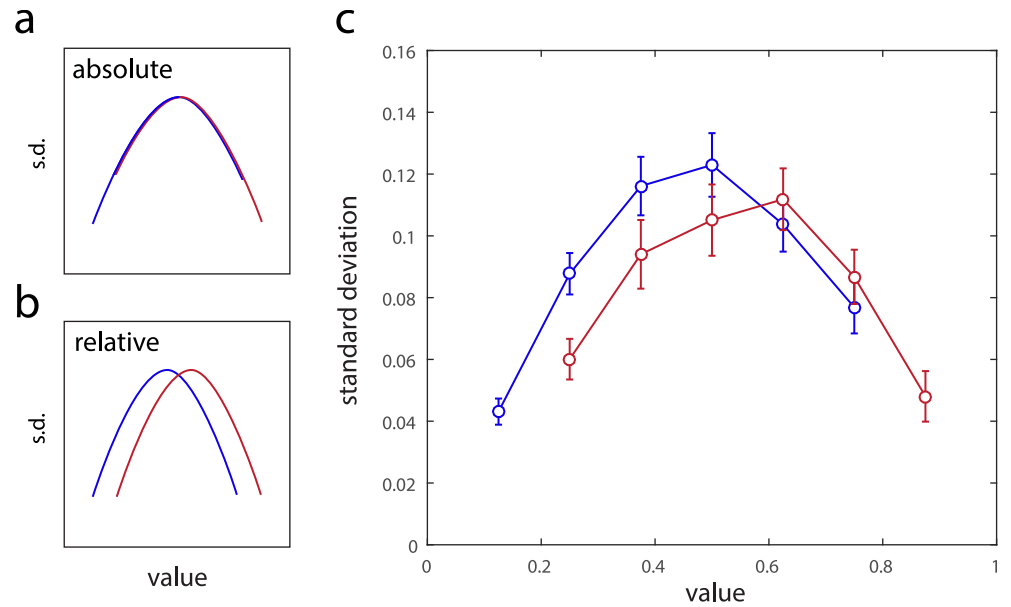 a
absolute
s.d.
b
relative
s.d.
value
c
0.16
0.14
0.12
0.1
0.08
0.06
0.04
0.02
0
standard deviation
0
0.2
0.4
0.6
0.8
1
value